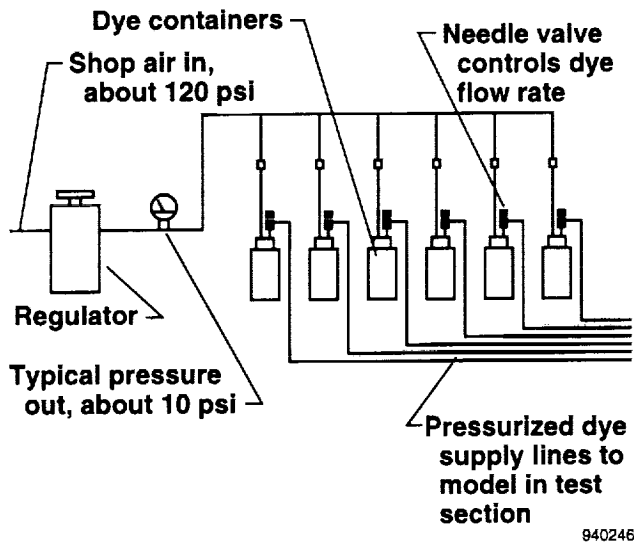 Dye containers
Shop air in,
about 120 psi
Needle valve
controls dye
flow rate
Regulator
Typical pressure
out, about 10 psi
Pressurized dye
supply lines to
model in test
section
940246